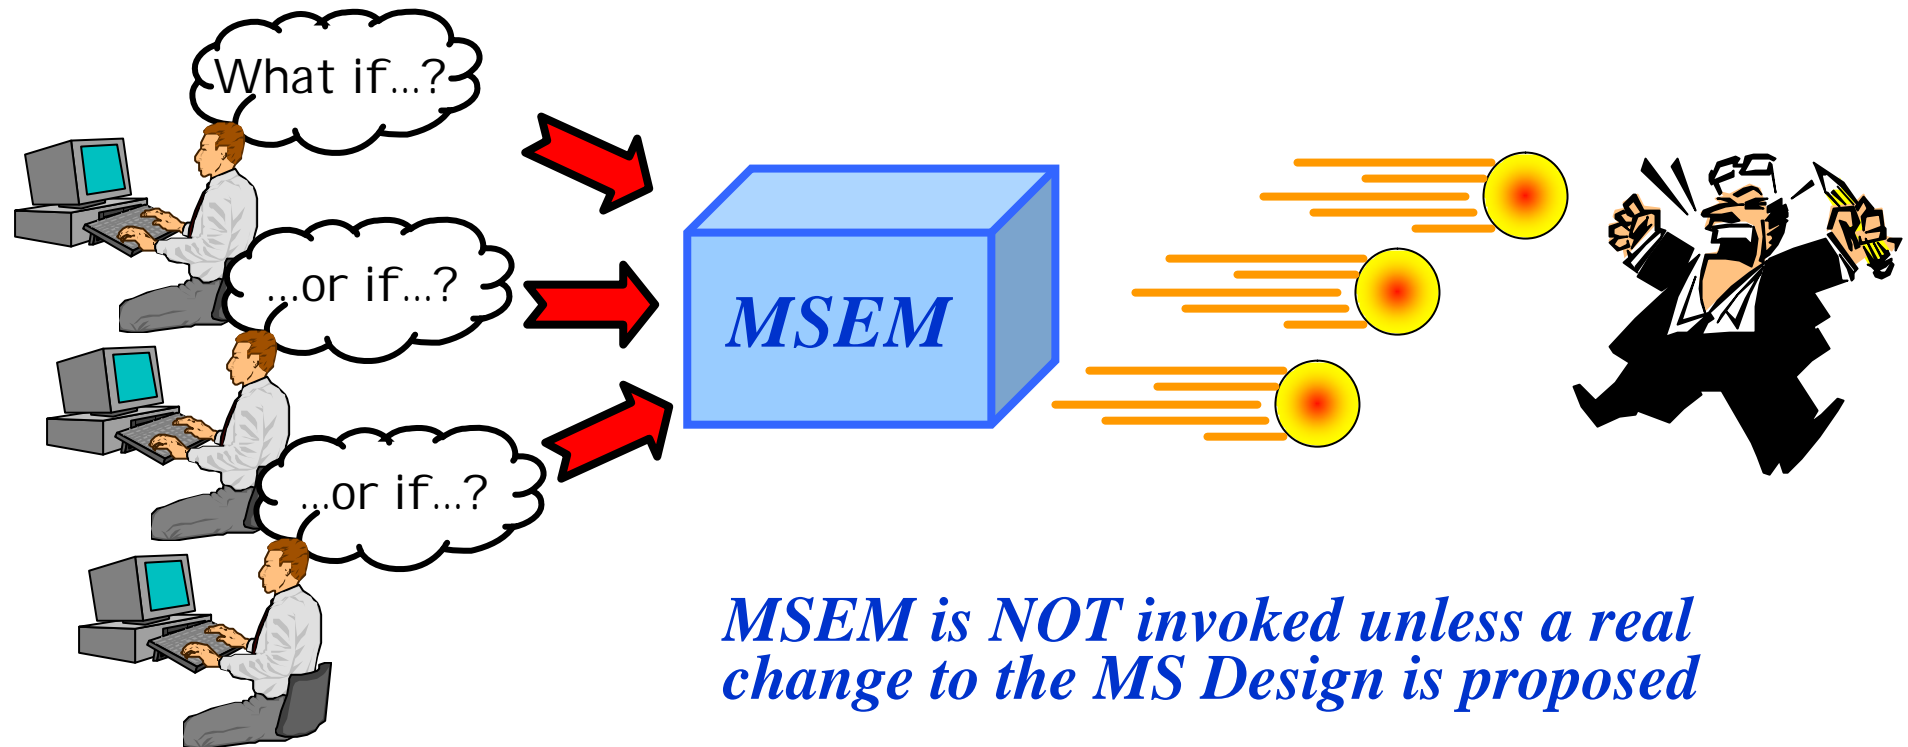 What if...?
...or if...?
...or if...?
MSEM
MSEM is NOT invoked unless a real
change to the MS Design is proposed